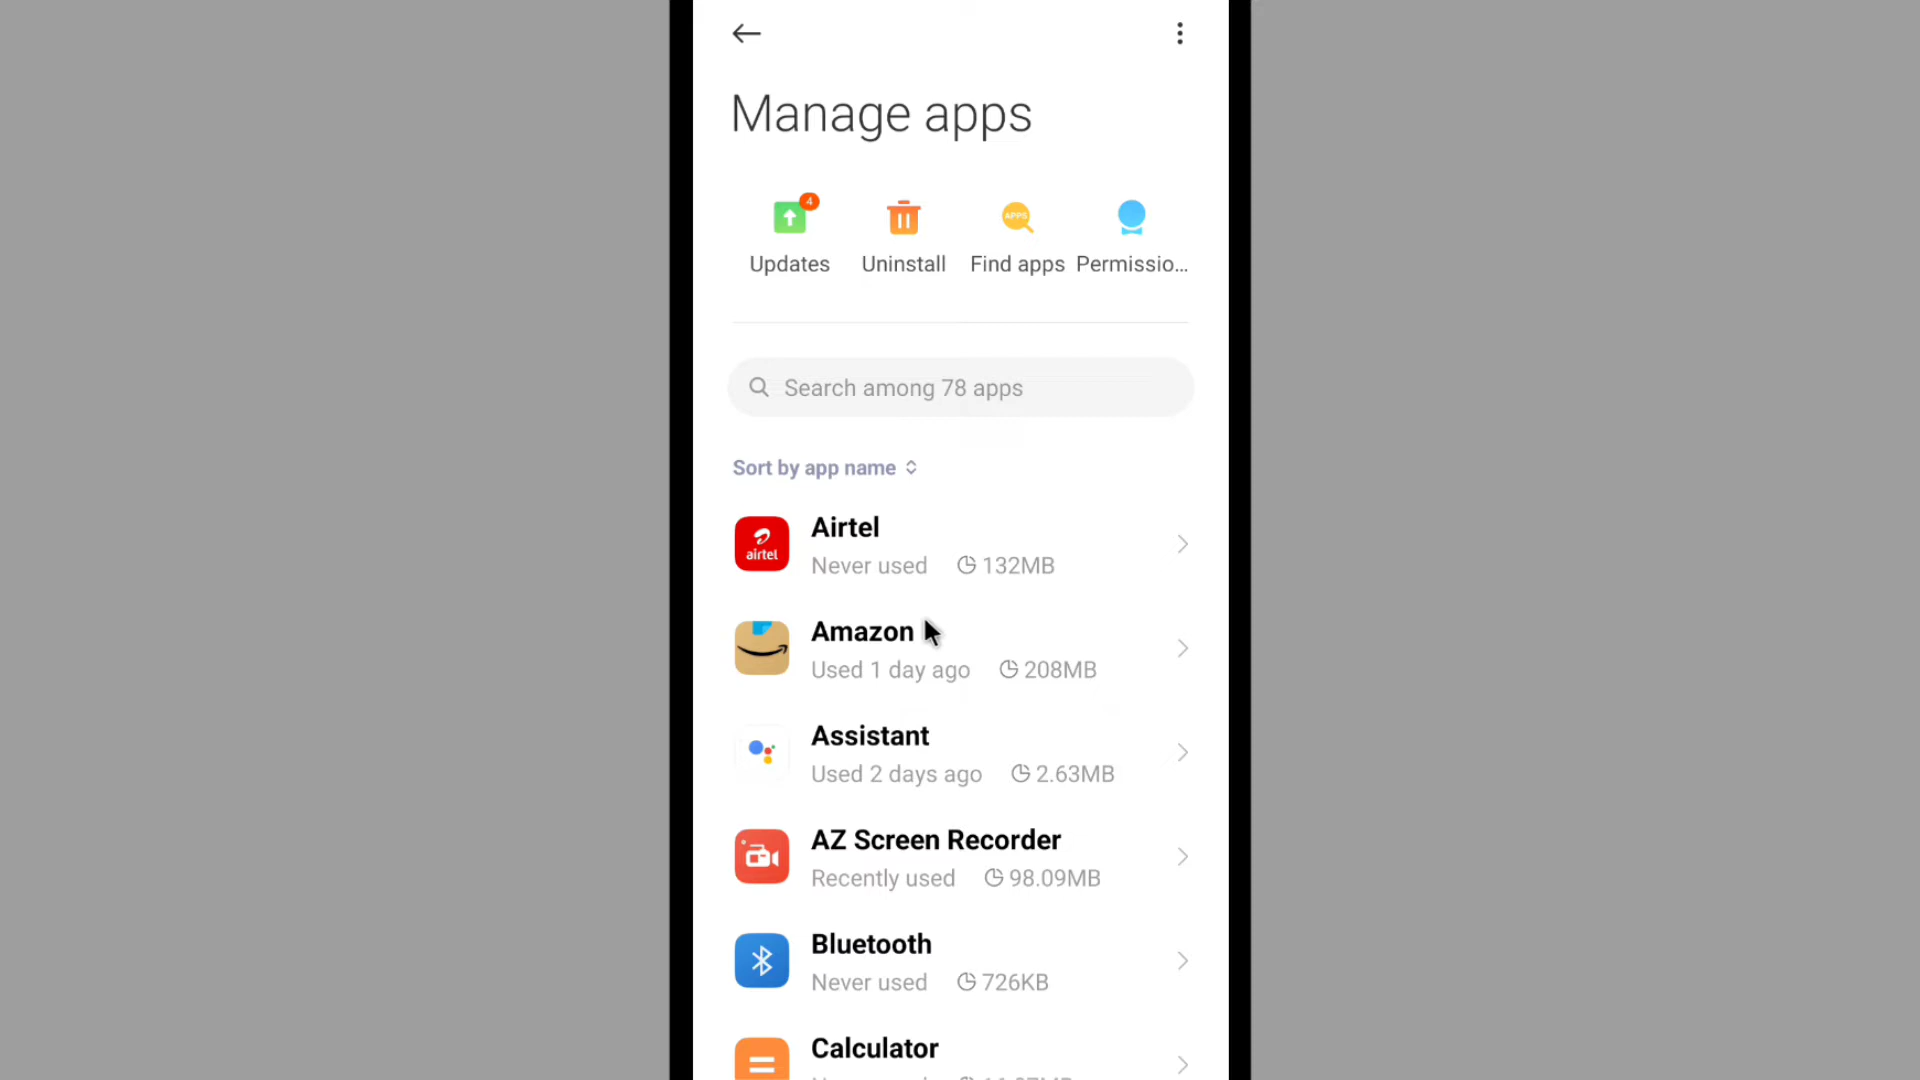 Manage apps
4
Updates
Uninstall
APPS
Find apps
Permissio...
Search among 78 apps
Sort by app name
airtel
Airtel
Never used 132MB
Amazon
Used 1 day ago 208MB
Assistant
Used 2 days ago 2.63MB
AZ Screen Recorder
Recently used 98.09MB
Bluetooth
Never used 726KB
Calculator